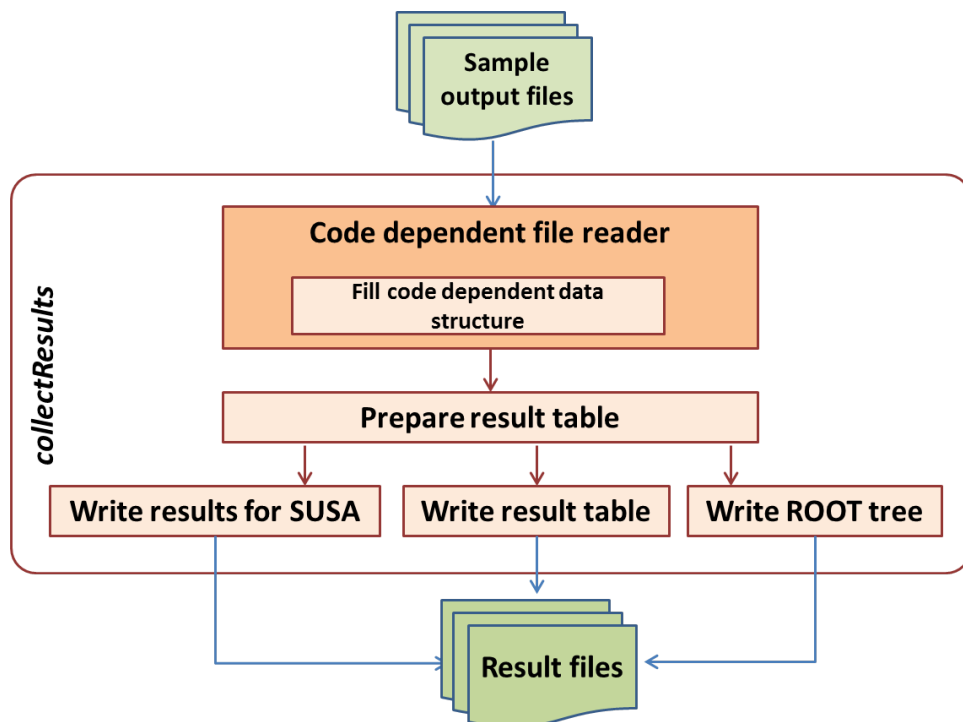 Sample
output files
Code dependent file reader
Fill code dependent data
structure
collectResults
Prepare result table
Write results for SUSA
Write result table
Write ROOT tree
Result files